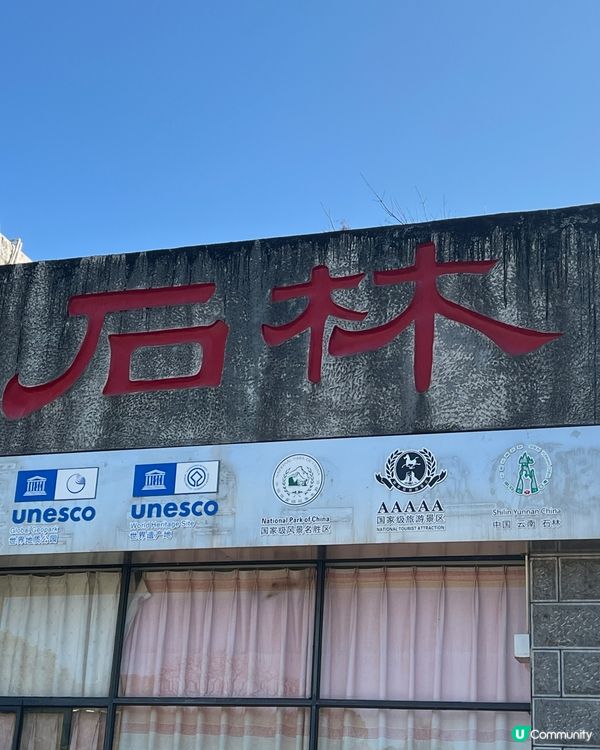 石林
unesco
Global Geopark
世界地质公园
unesco
World Heritage Site
世界遗产地
National Park of China
国家级风景名胜区
AAAAA
国家级旅游景区
NATIONAL TOURIST ATTRACTION
Shilin Yunnan China
中国 云南 石林
U Community